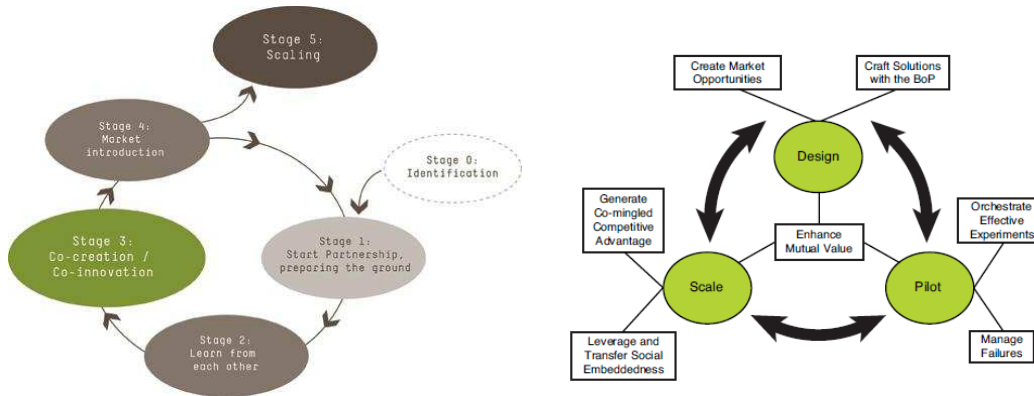 Stage 5:
Scaling
Stage 4:
Market
introduction
Stage 0:
Identification
Stage 3:
Co-creation /
Co-innovation
Stage 1:
Start Partnership,
preparing the ground
Stage 2:
Learn from
each other
Create Market
Opportunities
Craft Solutions
with the BoP
Design
Generate
Co-mingled
Competitive
Advantage
Enhance
Mutual Value
Orchestrate
Effective
Experiments
Scale
Pilot
Leverage and
Transfer Social
Embeddedness
Manage
Failures